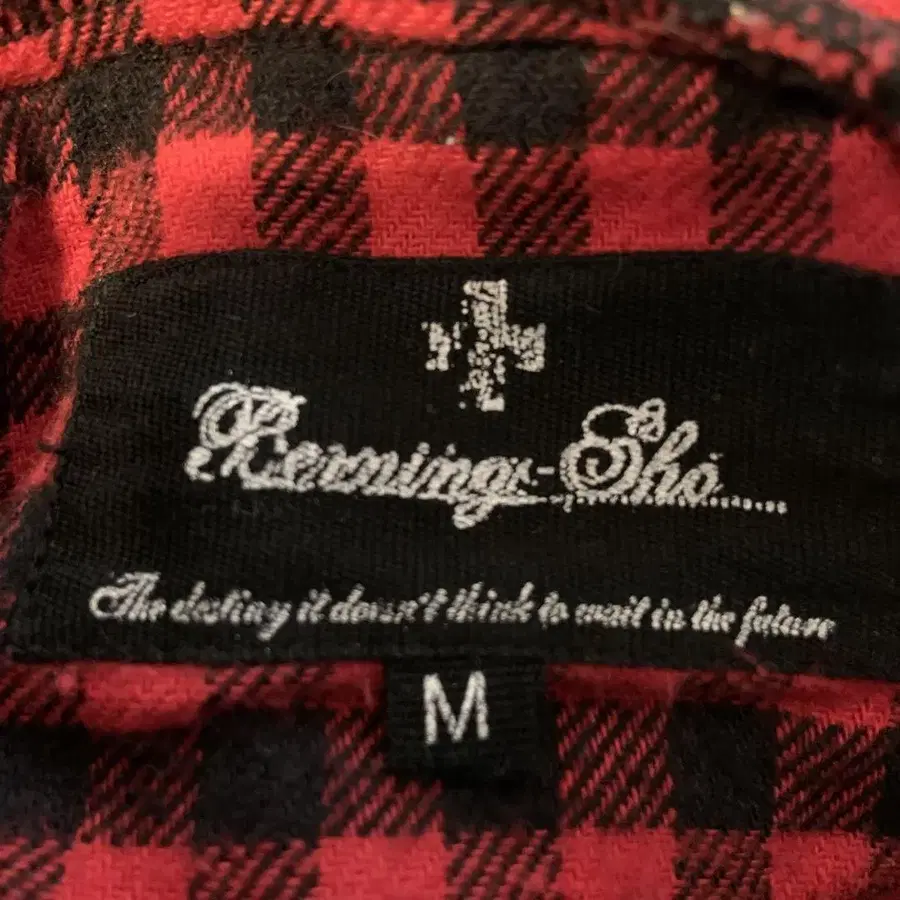 Renning-Sho
The destiny it doesn't think to wait in the future
M